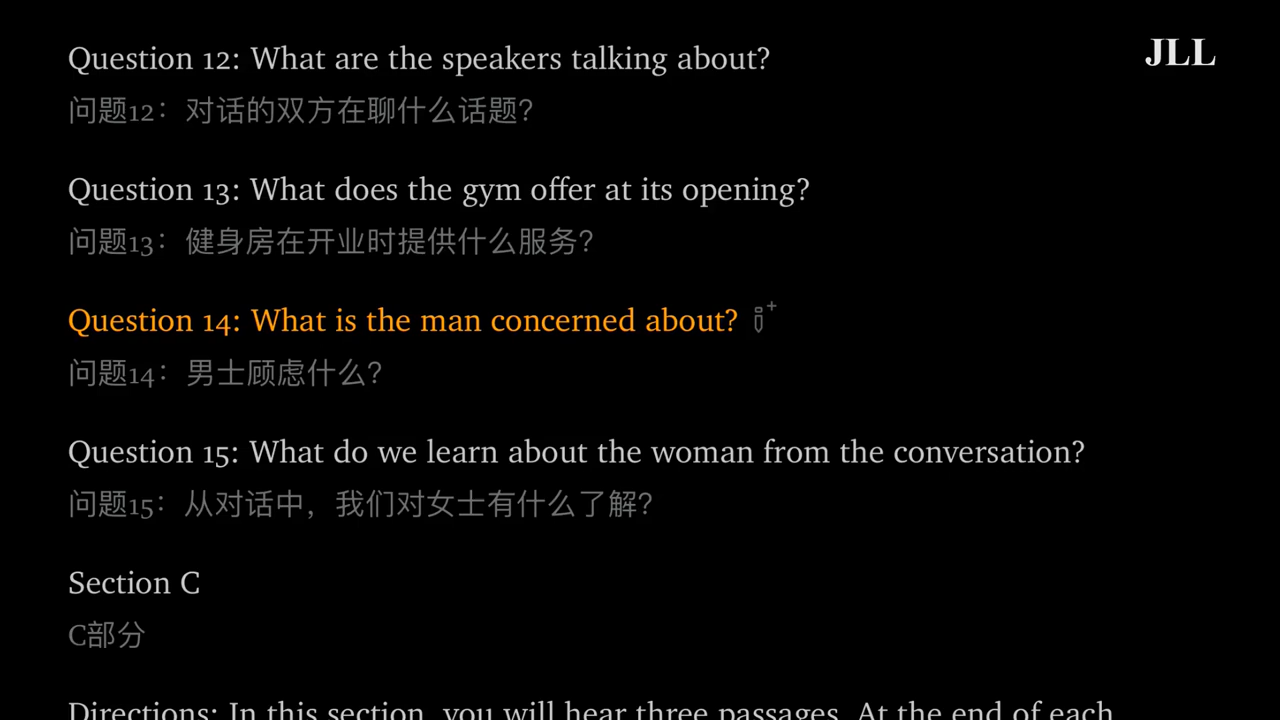 JLL
Question 12: What are the speakers talking about?
问题12：对话的双方在聊什么话题？
Question 13: What does the gym offer at its opening?
问题13：健身房在开业时提供什么服务？
Question 14: What is the man concerned about?
问题14：男士顾虑什么？
Question 15: What do we learn about the woman from the conversation?
问题15：从对话中，我们对女士有什么了解？
Section C
C部分
Directions: In this section, you will hear three passages. At the end of each